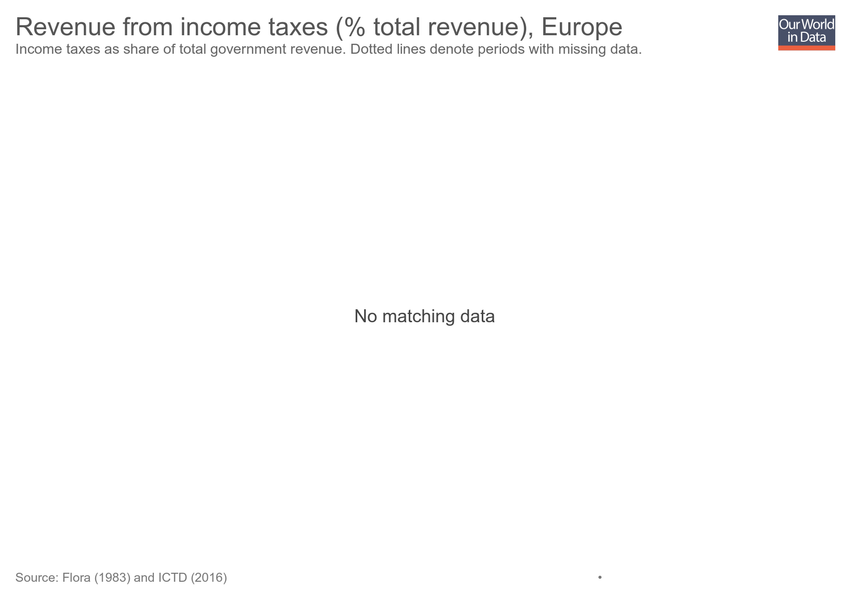 Revenue from income taxes (% total revenue), Europe
Income taxes as share of total government revenue. Dotted lines denote periods with missing data.
Our World
in Data
No matching data
Source: Flora (1983) and ICTD (2016)
•